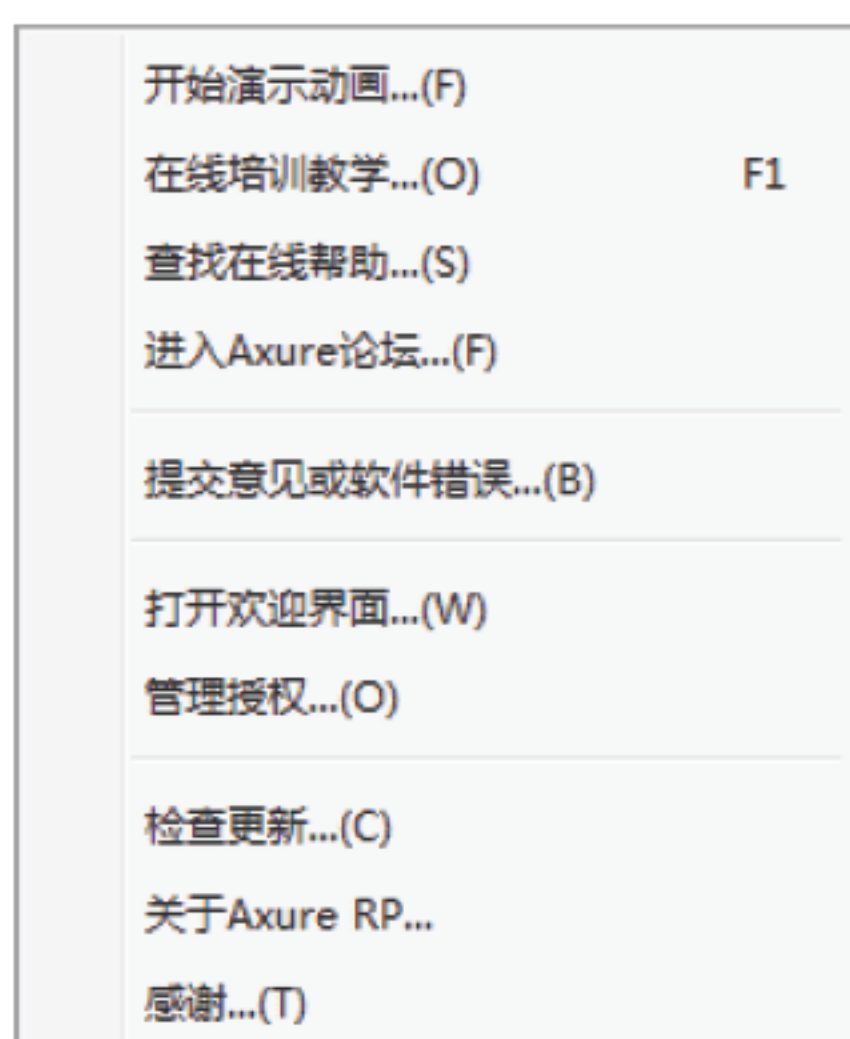 开始演示动画...(F)
在线培训教学...(O) F1
查找在线帮助...(S)
进入Axure论坛...(F)
提交意见或软件错误...(B)
打开欢迎界面...(W)
管理授权...(O)
检查更新...(C)
关于Axure RP...
感谢...(T)